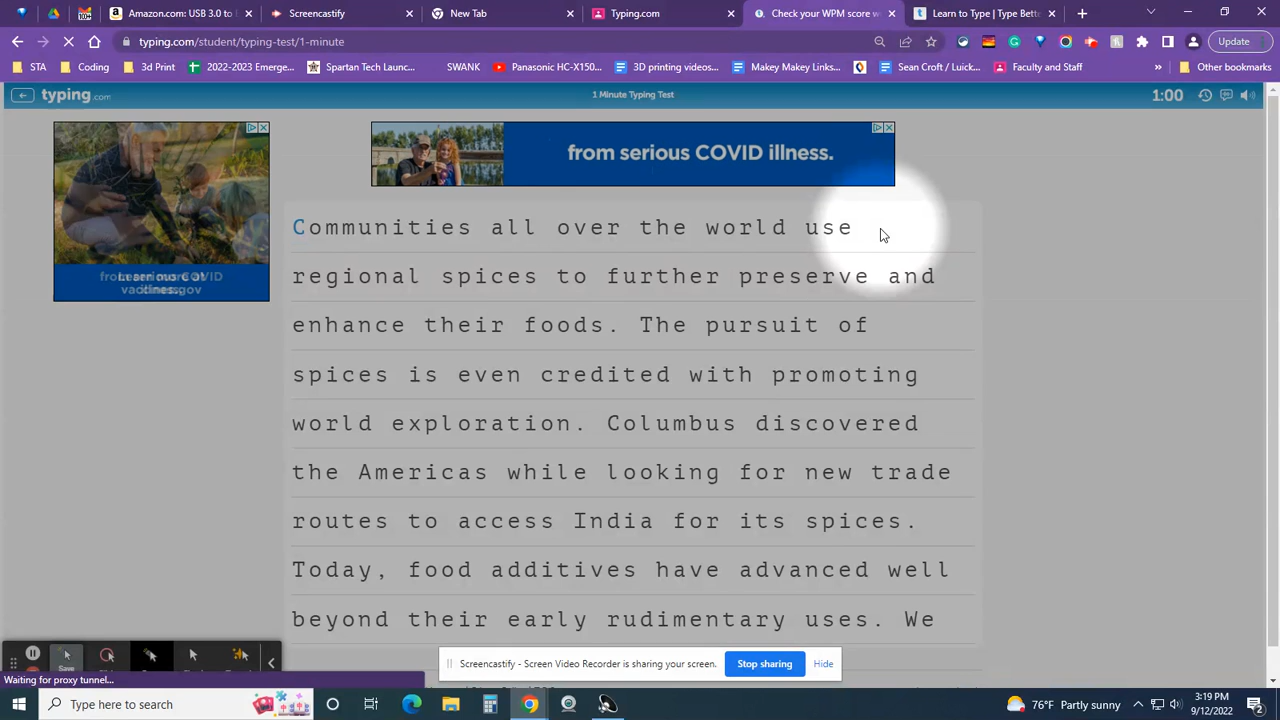 Amazon.com: USB 3.0 to
Screencastify
New Tab
Typing.com
Check your WPM score w
Learn to Type | Type Bette
typing.com/student/typing-test/1-minute
Update
STA
Coding
3d Print
2022-2023 Emerge...
Spartan Tech Launc...
SWANK
Panasonic HC-X150...
3D printing videos...
Makey Makey Links...
Sean Croft / Luick...
Faculty and Staff
Other bookmarks
typing.com
1 Minute Typing Test
1:00
from serious COVID illness.
Communities all over the world use
regional spices to further preserve and
enhance their foods. The pursuit of
spices is even credited with promoting
world exploration. Columbus discovered
the Americas while looking for new trade
routes to access India for its spices.
Today, food additives have advanced well
beyond their early rudimentary uses. We
Screencastify - Screen Video Recorder is sharing your screen.
Stop sharing
Hide
Waiting for proxy tunnel...
Type here to search
76°F Partly sunny
3:19 PM
9/12/2022